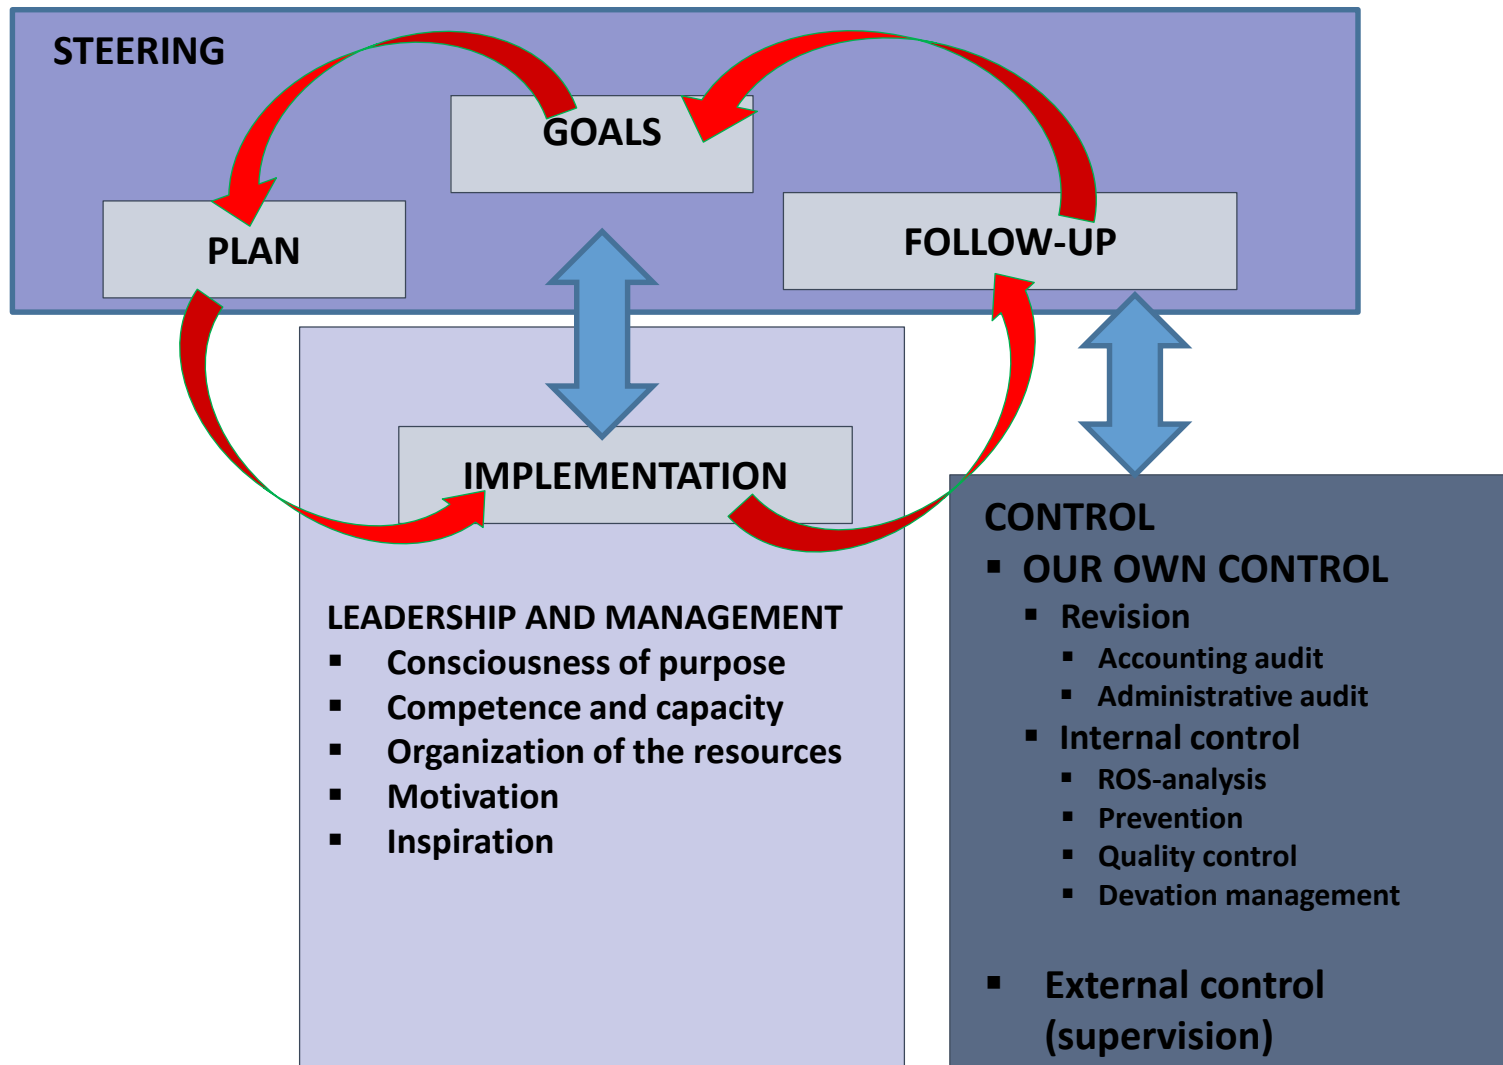 STEERING
GOALS
PLAN
FOLLOW-UP
IMPLEMENTATION
LEADERSHIP AND MANAGEMENT
▪ Consciousness of purpose
▪ Competence and capacity
▪ Organization of the resources
▪ Motivation
▪ Inspiration
CONTROL
▪ OUR OWN CONTROL
▪ Revision
▪ Accounting audit
▪ Administrative audit
▪ Internal control
▪ ROS-analysis
▪ Prevention
▪ Quality control
▪ Devation management
▪ External control
(supervision)